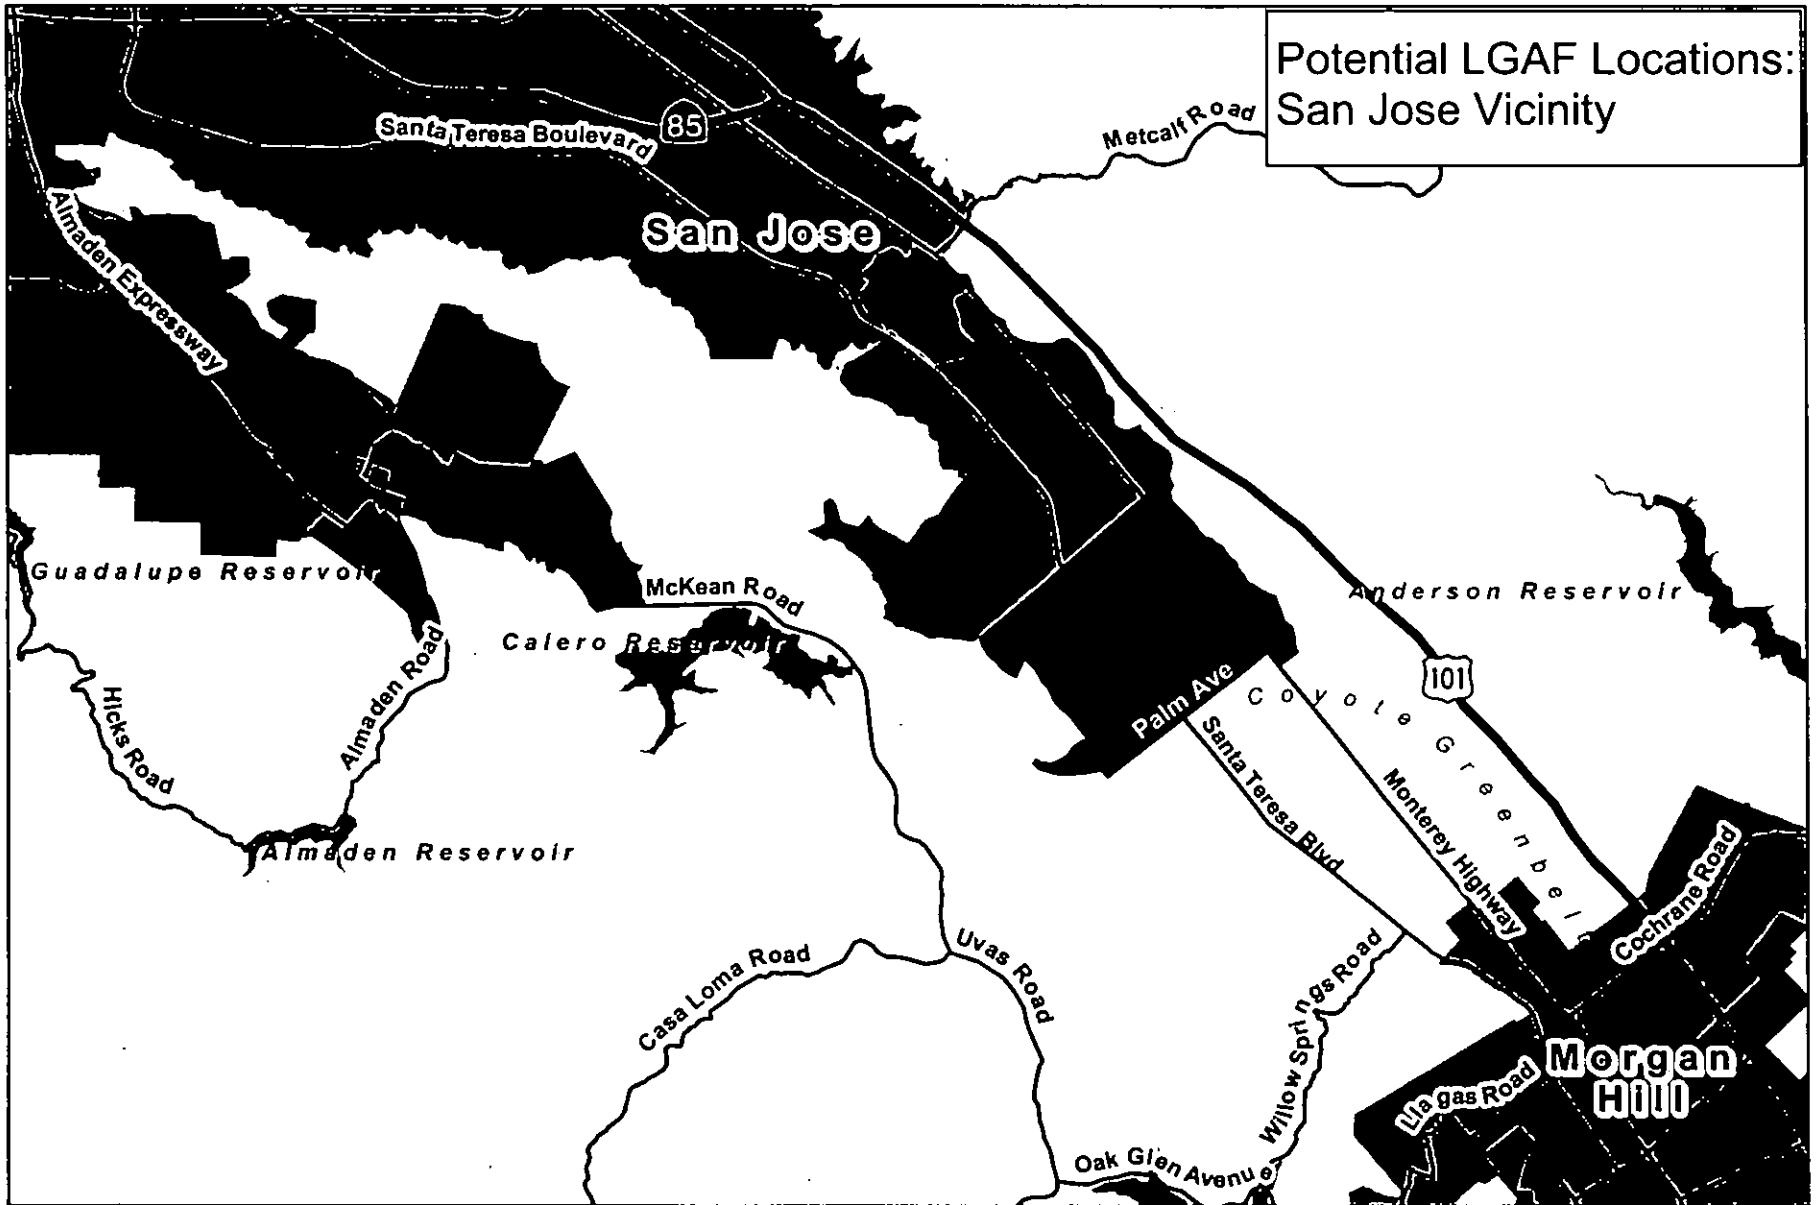 Potential LGAF Locations:
San Jose Vicinity
Metcalf Road
85
Santa Teresa Boulevard
San Jose
Almaden Expressway
Guadalupe Reservoir
McKean Road
Anderson Reservoir
Calero Reservoir
Almaden Road
Hicks Road
Palm Ave
101
Coyote Greenbelt
Santa Teresa Blvd
Monterey Highway
Almaden Reservoir
Cochrane Road
Casa Loma Road
Uvas Road
Willow Springs Road
Morgan
Hill
Llagas Road
Oak Glen Avenue